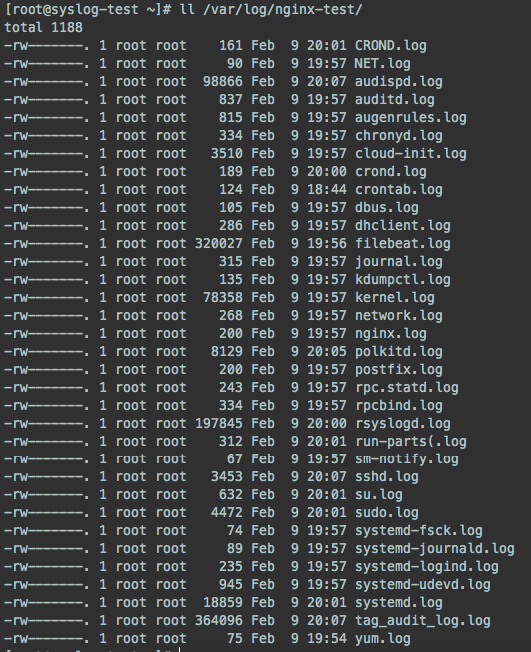 [root@syslog-test ~]# ll /var/log/nginx-test/
total 1188
-rw-------. 1 root root    161 Feb  9 20:01 CROND.log
-rw-------. 1 root root     90 Feb  9 19:57 NET.log
-rw-------. 1 root root  98866 Feb  9 20:07 audispd.log
-rw-------. 1 root root    837 Feb  9 19:57 auditd.log
-rw-------. 1 root root    815 Feb  9 19:57 augenrules.log
-rw-------. 1 root root    334 Feb  9 19:57 chronyd.log
-rw-------. 1 root root   3510 Feb  9 19:57 cloud-init.log
-rw-------. 1 root root    189 Feb  9 20:00 crond.log
-rw-------. 1 root root    124 Feb  9 18:44 crontab.log
-rw-------. 1 root root    105 Feb  9 19:57 dbus.log
-rw-------. 1 root root    286 Feb  9 19:57 dhclient.log
-rw-------. 1 root root 320027 Feb  9 19:56 filebeat.log
-rw-------. 1 root root    315 Feb  9 19:57 journal.log
-rw-------. 1 root root    135 Feb  9 19:57 kdumpctl.log
-rw-------. 1 root root  78358 Feb  9 19:57 kernel.log
-rw-------. 1 root root    268 Feb  9 19:57 network.log
-rw-------. 1 root root    200 Feb  9 19:57 nginx.log
-rw-------. 1 root root   8129 Feb  9 20:05 polkitd.log
-rw-------. 1 root root    200 Feb  9 19:57 postfix.log
-rw-------. 1 root root    243 Feb  9 19:57 rpc.statd.log
-rw-------. 1 root root    334 Feb  9 19:57 rpcbind.log
-rw-------. 1 root root 197845 Feb  9 20:00 rsyslogd.log
-rw-------. 1 root root    312 Feb  9 20:01 run-parts(.log
-rw-------. 1 root root     67 Feb  9 19:57 sm-notify.log
-rw-------. 1 root root   3453 Feb  9 20:07 sshd.log
-rw-------. 1 root root    632 Feb  9 20:01 su.log
-rw-------. 1 root root   4472 Feb  9 20:01 sudo.log
-rw-------. 1 root root     74 Feb  9 19:57 systemd-fsck.log
-rw-------. 1 root root     89 Feb  9 19:57 systemd-journald.log
-rw-------. 1 root root    235 Feb  9 19:57 systemd-logind.log
-rw-------. 1 root root    945 Feb  9 19:57 systemd-udevd.log
-rw-------. 1 root root  18859 Feb  9 20:01 systemd.log
-rw-------. 1 root root 364096 Feb  9 20:07 tag_audit_log.log
-rw-------. 1 root root     75 Feb  9 19:54 yum.log